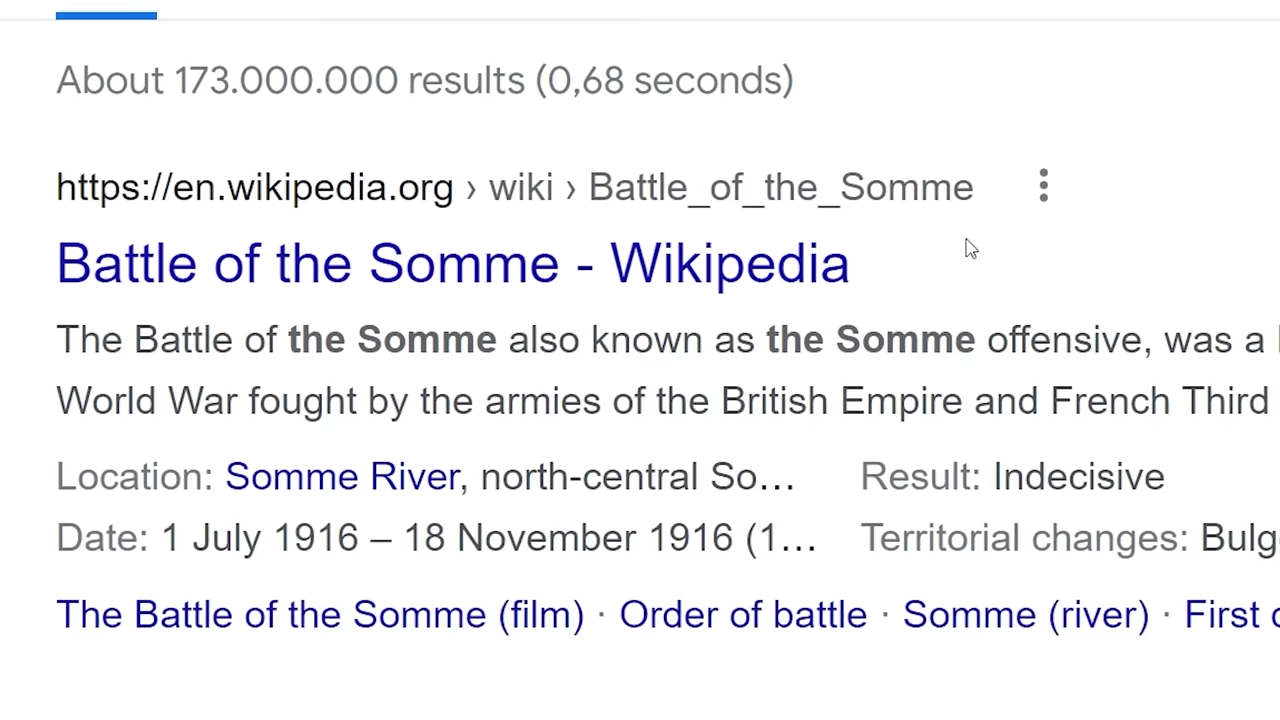 About 173.000.000 results (0,68 seconds)
https://en.wikipedia.org › wiki › Battle_of_the_Somme
Battle of the Somme - Wikipedia
The Battle of the Somme also known as the Somme offensive, was a
World War fought by the armies of the British Empire and French Third
Location: Somme River, north-central So... Result: Indecisive
Date: 1 July 1916 – 18 November 1916 (1... Territorial changes:
The Battle of the Somme (film) · Order of battle · Somme (river) · First